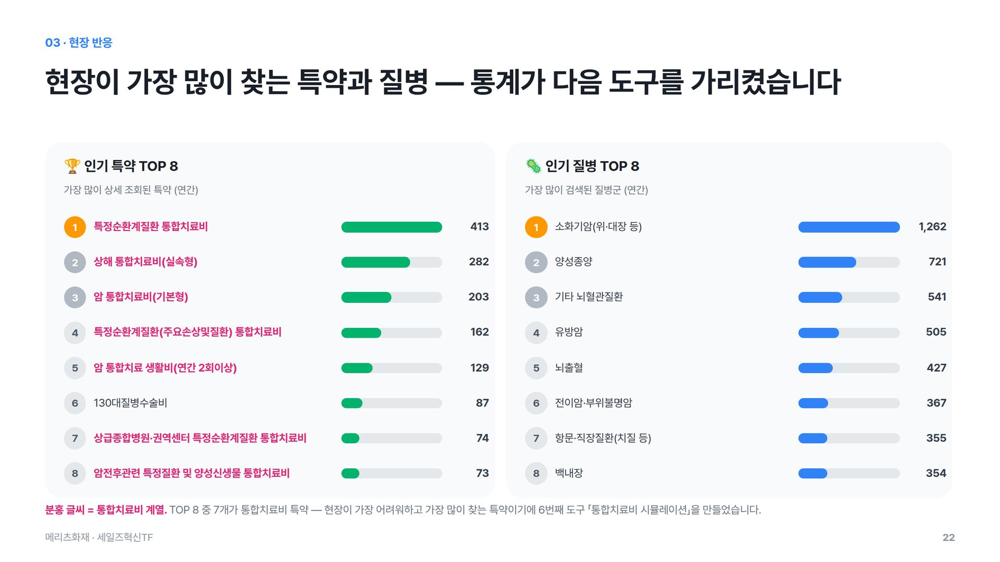 03 · 현장 반응
현장이 가장 많이 찾는 특약과 질병 — 통계가 다음 도구를 가리켰습니다
🏆 인기 특약 TOP 8
가장 많이 상세 조회된 특약 (연간)
1 특정순환계질환 통합치료비 413
2 상해 통합치료비(실속형) 282
3 암 통합치료비(기본형) 203
4 특정순환계질환(주요손상및질환) 통합치료비 162
5 암 통합치료 생활비(연간 2회이상) 129
6 130대질병수술비 87
7 상급종합병원·권역센터 특정순환계질환 통합치료비 74
8 암전후관련 특정질환 및 양성신생물 통합치료비 73
🦠 인기 질병 TOP 8
가장 많이 검색된 질병군 (연간)
1 소화기암(위·대장 등) 1,262
2 양성종양 721
3 기타 뇌혈관질환 541
4 유방암 505
5 뇌출혈 427
6 전이암·부위불명암 367
7 항문·직장질환(치질 등) 355
8 백내장 354
분홍 글씨 = 통합치료비 계열. TOP 8 중 7개가 통합치료비 특약 — 현장이 가장 어려워하고 가장 많이 찾는 특약이기에 6번째 도구 「통합치료비 시뮬레이션」을 만들었습니다.
메리츠화재 · 세일즈혁신TF
22